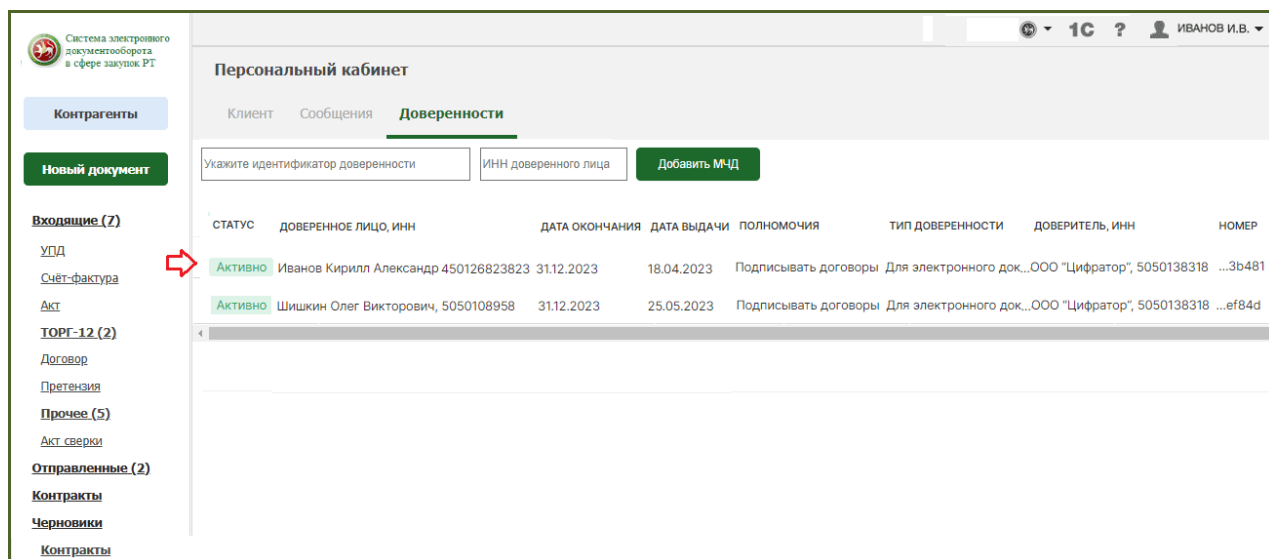 Система электронного
документооборота
в сфере закупок РТ
1С ? ИВАНОВ И.В.
Персональный кабинет
Контрагенты
Клиент Сообщения Доверенности
Новый документ
Укажите идентификатор доверенности ИНН доверенного лица Добавить МЧД
Входящие (7)
УПД
Счёт-фактура
Акт
ТОРГ-12 (2)
Договор
Претензия
Прочее (5)
Акт сверки
Отправленные (2)
Контракты
Черновики
Контракты
СТАТУС ДОВЕРЕННОЕ ЛИЦО, ИНН ДАТА ОКОНЧАНИЯ ДАТА ВЫДАЧИ ПОЛНОМОЧИЯ ТИП ДОВЕРЕННОСТИ ДОВЕРИТЕЛЬ, ИНН НОМЕР
Активно Иванов Кирилл Александр 450126823823 31.12.2023 18.04.2023 Подписывать договоры Для электронного док... ООО "Цифратор", 5050138318 ...3b481
Активно Шишкин Олег Викторович, 5050108958 31.12.2023 25.05.2023 Подписывать договоры Для электронного док... ООО "Цифратор", 5050138318 ...ef84d